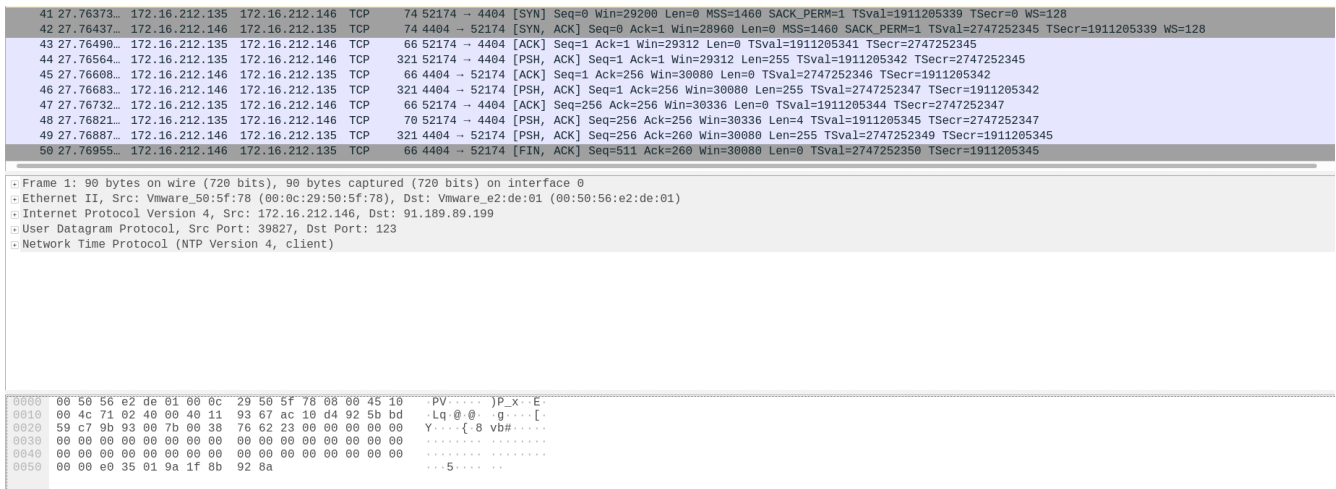 41 27.76373… 172.16.212.135 172.16.212.146 TCP 74 52174 → 4404 [SYN] Seq=0 Win=29200 Len=0 MSS=1460 SACK_PERM=1 TSval=1911205339 TSecr=0 WS=128
42 27.76437… 172.16.212.146 172.16.212.135 TCP 74 4404 → 52174 [SYN, ACK] Seq=0 Ack=1 Win=28960 Len=0 MSS=1460 SACK_PERM=1 TSval=2747252345 TSecr=1911205339 WS=128
43 27.76490… 172.16.212.135 172.16.212.146 TCP 66 52174 → 4404 [ACK] Seq=1 Ack=1 Win=29312 Len=0 TSval=1911205341 TSecr=2747252345
44 27.76564… 172.16.212.135 172.16.212.146 TCP 321 52174 → 4404 [PSH, ACK] Seq=1 Ack=1 Win=29312 Len=255 TSval=1911205342 TSecr=2747252345
45 27.76608… 172.16.212.146 172.16.212.135 TCP 66 4404 → 52174 [ACK] Seq=1 Ack=256 Win=30080 Len=0 TSval=2747252346 TSecr=1911205342
46 27.76683… 172.16.212.146 172.16.212.135 TCP 321 4404 → 52174 [PSH, ACK] Seq=1 Ack=256 Win=30080 Len=255 TSval=2747252347 TSecr=1911205342
47 27.76732… 172.16.212.135 172.16.212.146 TCP 66 52174 → 4404 [ACK] Seq=256 Ack=256 Win=30336 Len=0 TSval=1911205344 TSecr=2747252347
48 27.76821… 172.16.212.135 172.16.212.146 TCP 70 52174 → 4404 [PSH, ACK] Seq=256 Ack=256 Win=30336 Len=4 TSval=1911205345 TSecr=2747252347
49 27.76887… 172.16.212.146 172.16.212.135 TCP 321 4404 → 52174 [PSH, ACK] Seq=256 Ack=260 Win=30080 Len=255 TSval=2747252349 TSecr=1911205345
50 27.76955… 172.16.212.146 172.16.212.135 TCP 66 4404 → 52174 [FIN, ACK] Seq=511 Ack=260 Win=30080 Len=0 TSval=2747252350 TSecr=1911205345
Frame 1: 90 bytes on wire (720 bits), 90 bytes captured (720 bits) on interface 0
Ethernet II, Src: Vmware_50:5f:78 (00:0c:29:50:5f:78), Dst: Vmware_e2:de:01 (00:50:56:e2:de:01)
Internet Protocol Version 4, Src: 172.16.212.146, Dst: 91.189.89.199
User Datagram Protocol, Src Port: 39827, Dst Port: 123
Network Time Protocol (NTP Version 4, client)
0000 00 50 56 e2 de 01 00 0c 29 50 5f 78 08 00 45 10 ·PV····· )P_x··E·
0010 00 4c 71 02 40 00 40 11 93 67 ac 10 d4 92 5b bd ·Lq·@·@· ·g····[·
0020 59 c7 9b 93 00 7b 00 38 76 62 23 00 00 00 00 00 Y····{·8 vb#·····
0030 00 00 00 00 00 00 00 00 00 00 00 00 00 00 00 00 ········ ········
0040 00 00 00 00 00 00 00 00 00 00 00 00 00 00 00 00 ········ ········
0050 00 00 e0 35 01 9a 1f 8b 92 8a ···5···· ··